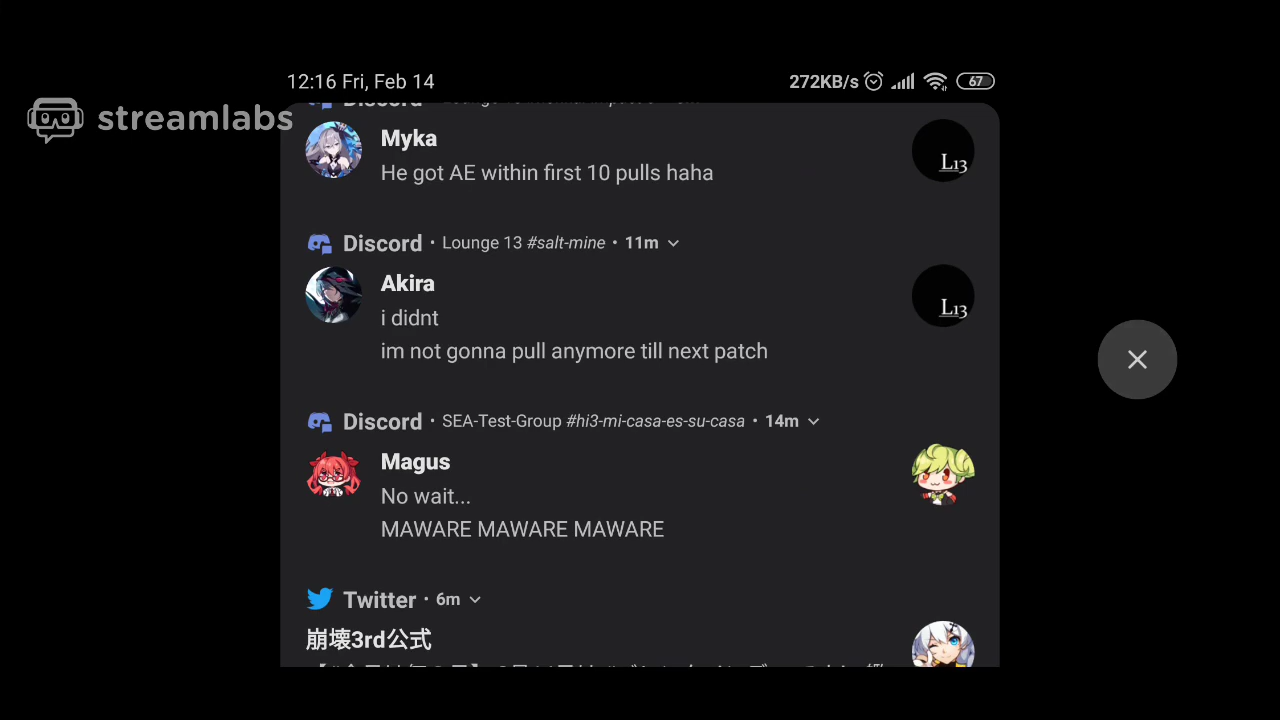 12:16 Fri, Feb 14
272KB/s
67
streamlabs
Discord
Myka
He got AE within first 10 pulls haha
L13
Discord · Lounge 13 #salt-mine · 11m
Akira
i didnt
im not gonna pull anymore till next patch
L13
Discord · SEA-Test-Group #hi3-mi-casa-es-su-casa · 14m
Magus
No wait...
MAWARE MAWARE MAWARE
Twitter · 6m
崩壊3rd公式